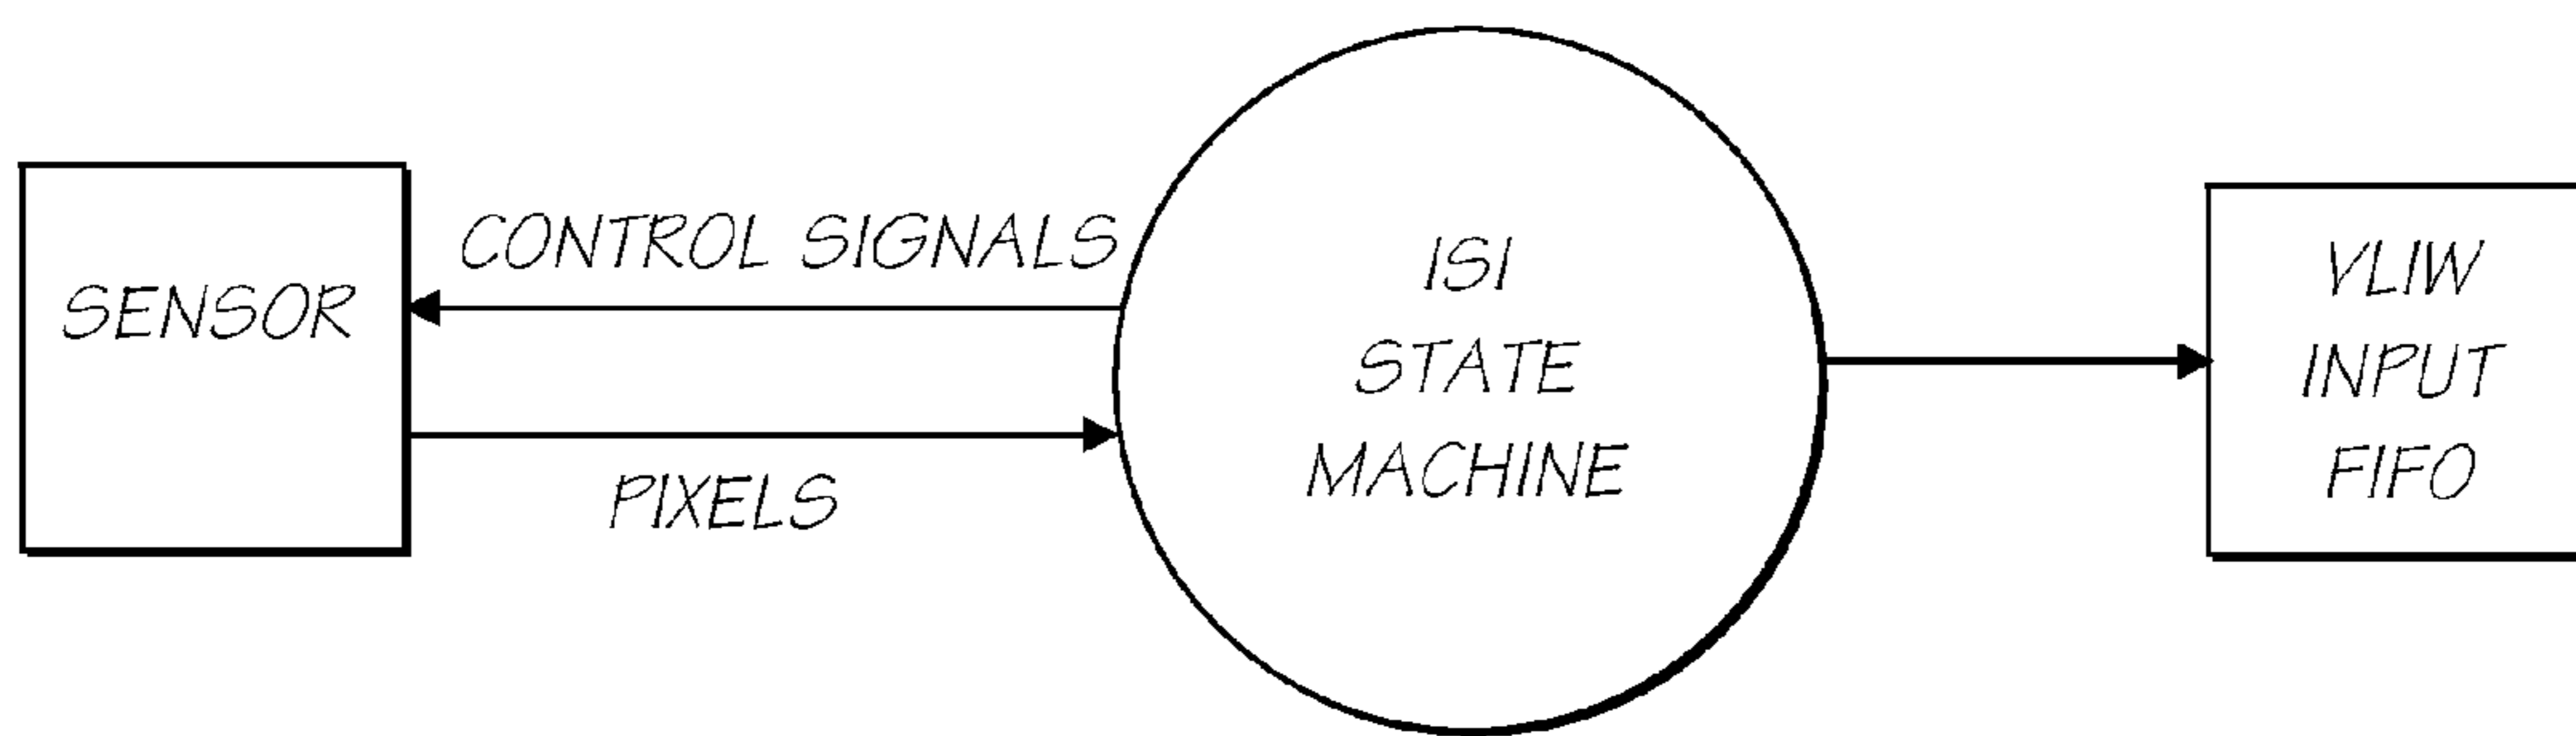 SENSOR
CONTROL SIGNALS
PIXELS
ISI
STATE
MACHINE
VLIW
INPUT
FIFO